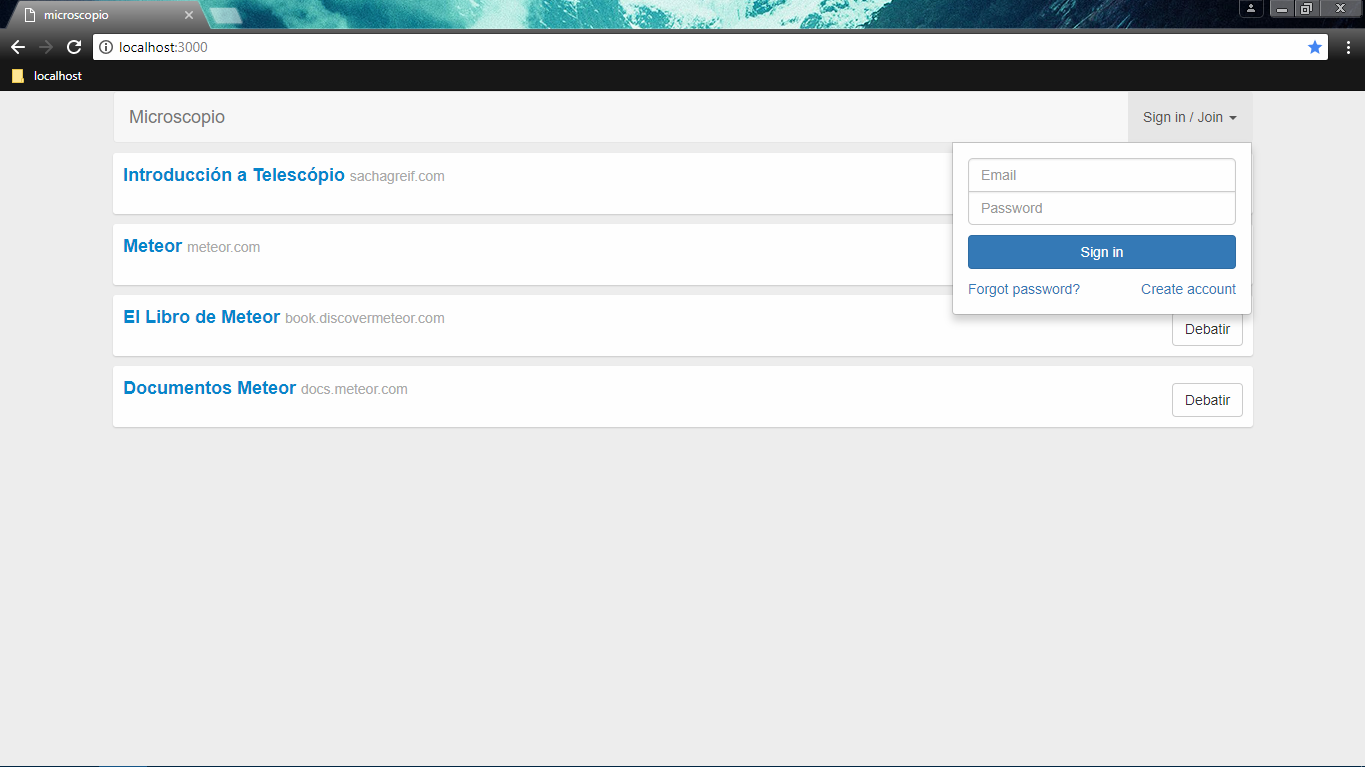 microscopio
localhost:3000
localhost
Microscopio
Sign in / Join
Introducción a Telescópio sachagreif.com
Email
Password
Meteor meteor.com
Sign in
Forgot password? Create account
El Libro de Meteor book.discovermeteor.com
Debatir
Documentos Meteor docs.meteor.com
Debatir